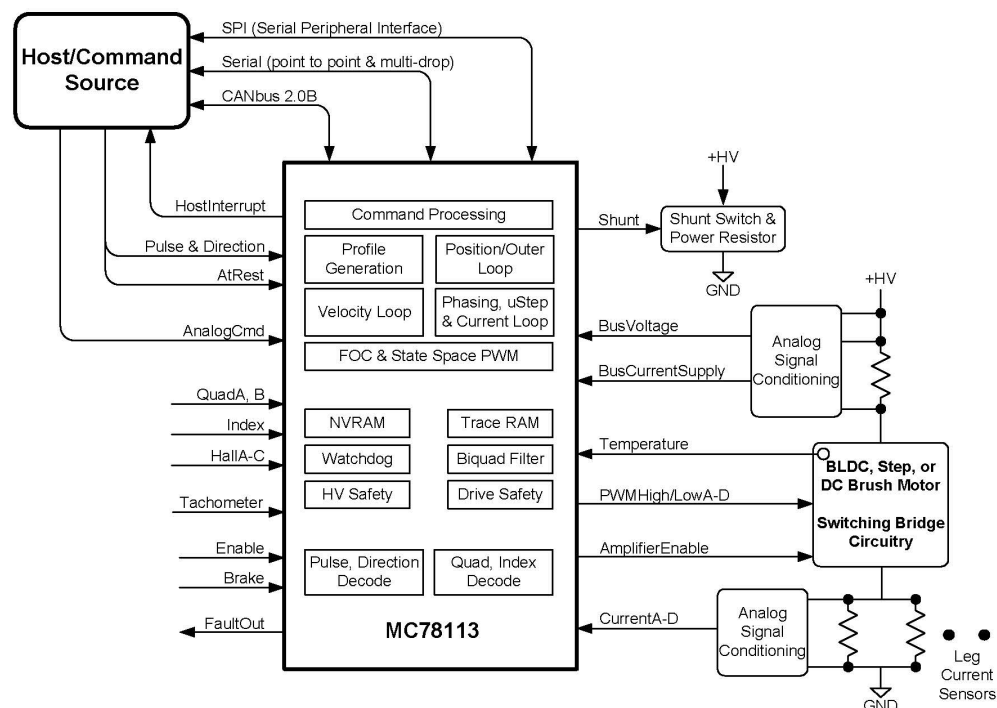 SPI (Serial Peripheral Interface)
Host/Command
Source
Serial (point to point & multi-drop)
CANbus 2.0B
HostInterrupt
Pulse & Direction
AtRest
AnalogCmd
QuadA, B
Index
HallA-C
Tachometer
Enable
Brake
FaultOut
Command Processing
Profile
Generation
Position/Outer
Loop
Velocity Loop
Phasing, uStep
& Current Loop
FOC & State Space PWM
NVRAM
Trace RAM
Watchdog
Biquad Filter
HV Safety
Drive Safety
Pulse, Direction
Decode
Quad, Index
Decode
MC78113
+HV
Shunt
Shunt Switch &
Power Resistor
GND
+HV
BusVoltage
BusCurrentSupply
Analog
Signal
Conditioning
Temperature
PWMHigh/LowA-D
AmplifierEnable
BLDC, Step, or
DC Brush Motor
Switching Bridge
Circuitry
CurrentA-D
Analog
Signal
Conditioning
Leg
Current
Sensors
GND